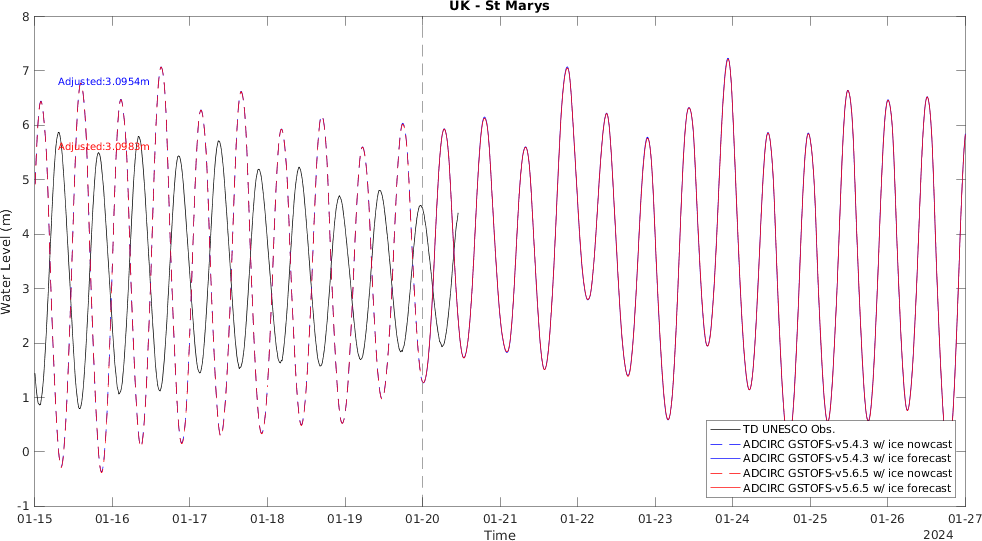 UK - St Marys
8
7
6
5
4
3
2
1
0
-1
Water Level (m)
Adjusted:3.0954m
Adjusted:3.0983m
TD UNESCO Obs.
ADCIRC GSTOFS-v5.4.3 w/ ice nowcast
ADCIRC GSTOFS-v5.4.3 w/ ice forecast
ADCIRC GSTOFS-v5.6.5 w/ ice nowcast
ADCIRC GSTOFS-v5.6.5 w/ ice forecast
01-15 01-16 01-17 01-18 01-19 01-20 01-21 01-22 01-23 01-24 01-25 01-26 01-27
Time
2024